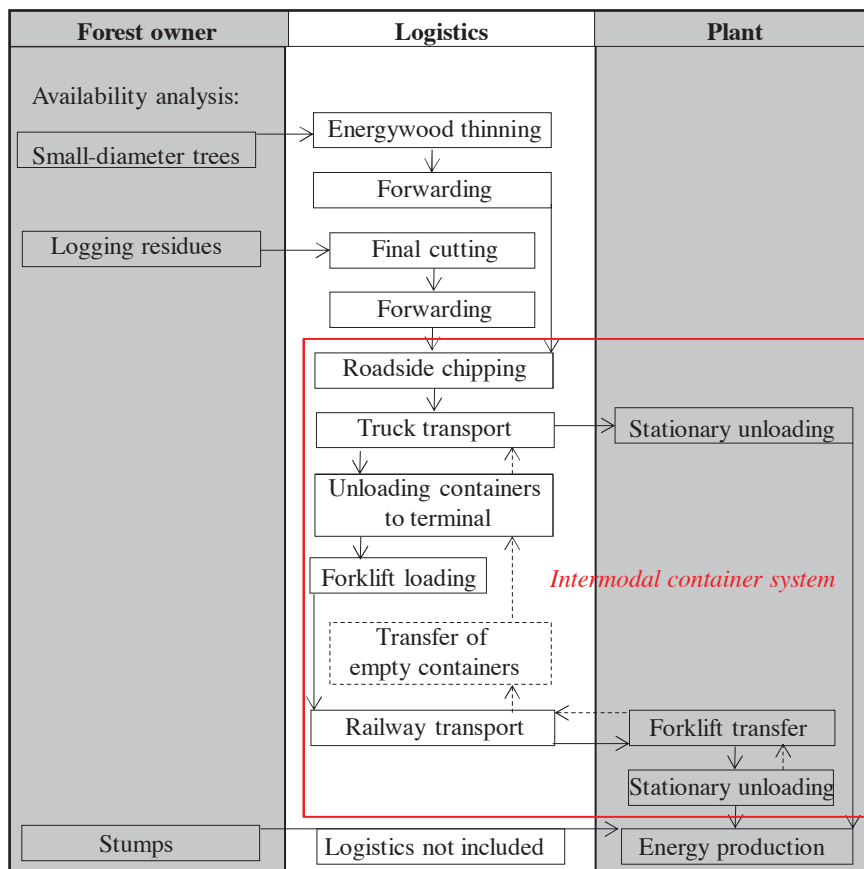 Forest owner
Logistics
Plant
Availability analysis:
Small-diameter trees
Energywood thinning
Forwarding
Logging residues
Final cutting
Forwarding
Roadside chipping
Truck transport
Stationary unloading
Unloading containers
to terminal
Forklift loading
Intermodal container system
Transfer of
empty containers
Railway transport
Forklift transfer
Stationary unloading
Stumps
Logistics not included
Energy production